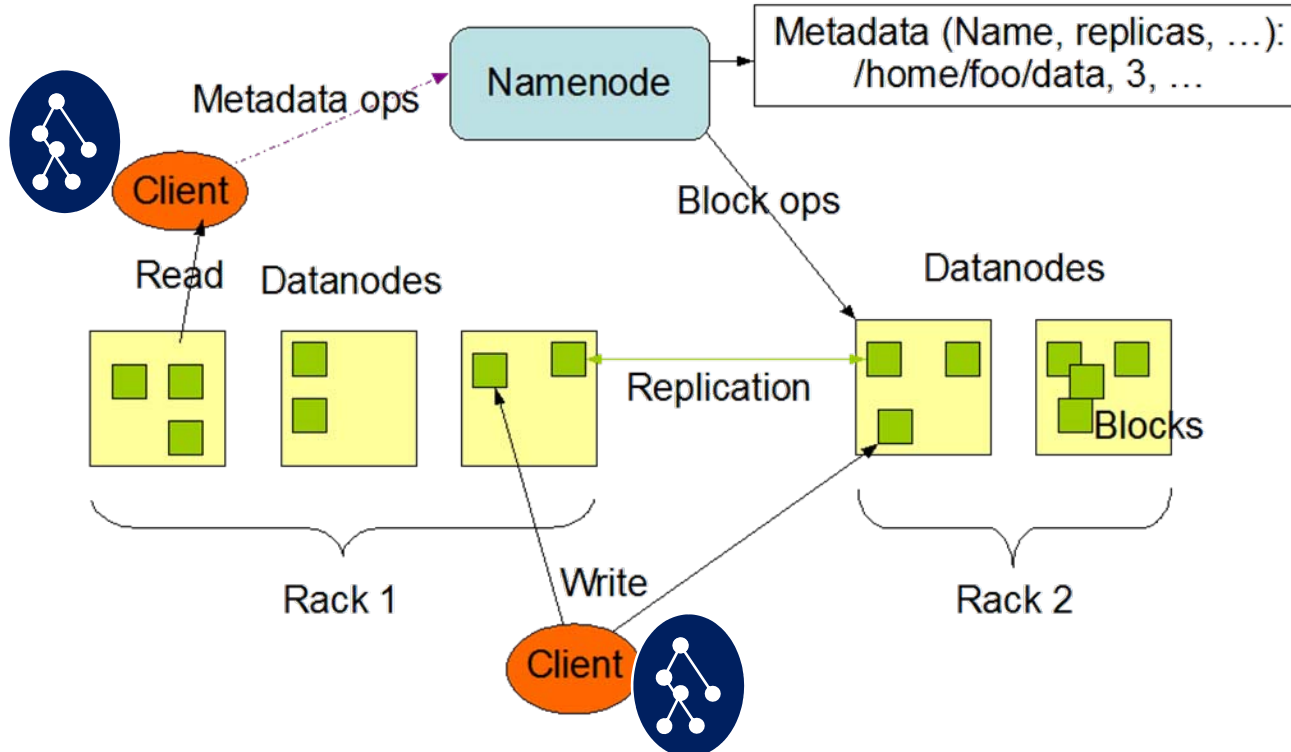 Metadata (Name, replicas, …):
/home/foo/data, 3, …
Namenode
Metadata ops
Client
Block ops
Read
Datanodes
Datanodes
Replication
Blocks
Rack 1
Write
Rack 2
Client